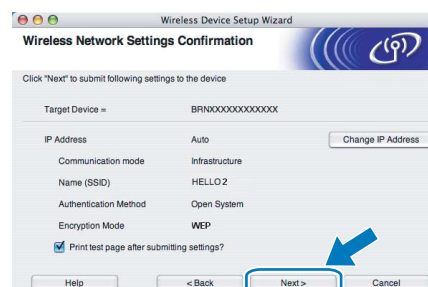 Wireless Device Setup Wizard
Wireless Network Settings Confirmation
Click "Next" to submit following settings to the device
Target Device = BRNXXXXXXXXXXXX
IP Address Auto Change IP Address
Communication mode Infrastructure
Name (SSID) HELLO2
Authentication Method Open System
Encryption Mode WEP
Print test page after submitting settings?
Help < Back Next > Cancel